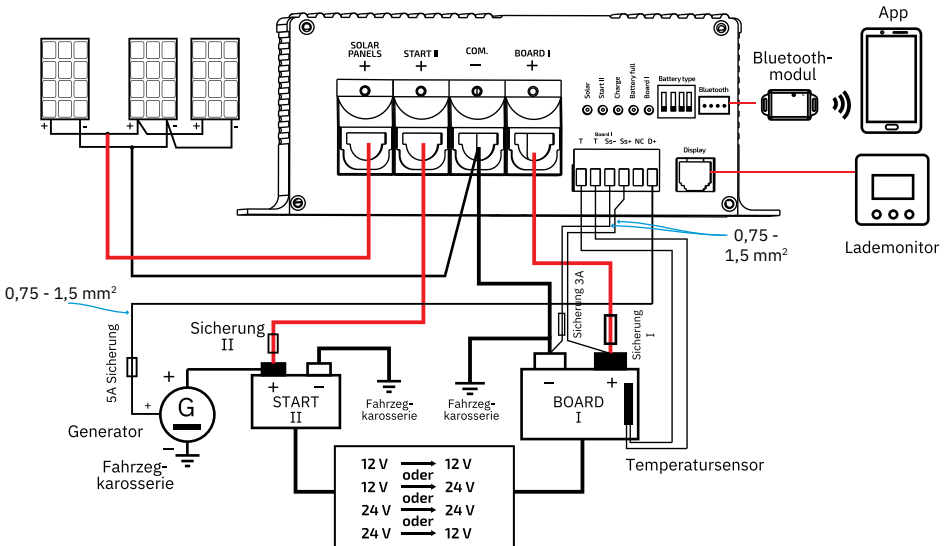 App
SOLAR
PANELS
+
START II
+
COM.
−
BOARD I
+
Solar
Start II
Charge
Battery full
Board I
Battery type
Bluetooth
Bluetooth-
modul
+ - + - + -
Board I
T T Ss- Ss+ NC D+
Display
0,75 -
1,5 mm²
Lademonitor
0,75 - 1,5 mm²
5A Sicherung
Sicherung
II
Sicherung 3A
Sicherung
I
+
G
+
−
Generator
Fahrzeg-
karosserie
+ −
START
II
Fahrzeg-
karosserie
Fahrzeg-
karosserie
− +
BOARD
I
Temperatursensor
12 V 12 V
oder
12 V 24 V
oder
24 V 24 V
oder
24 V 12 V